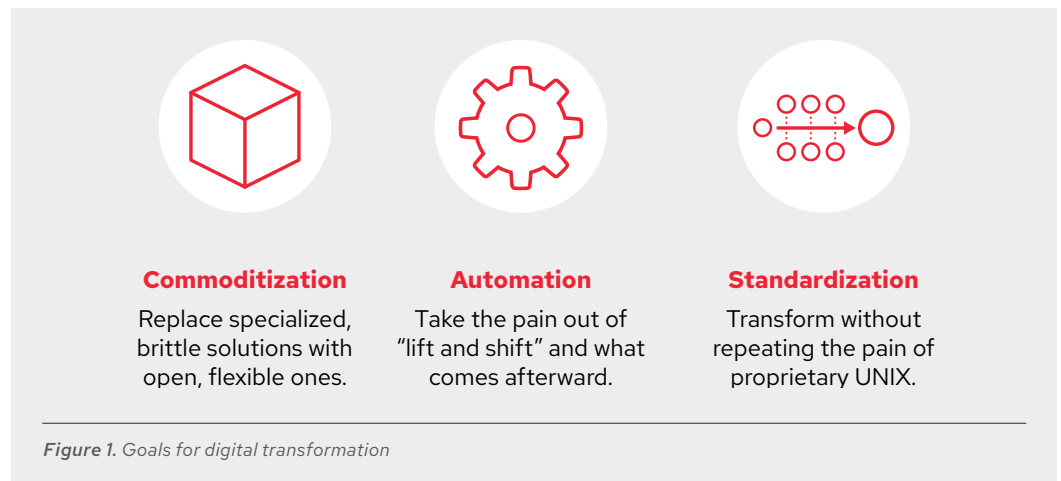 Commoditization
Replace specialized,
brittle solutions with
open, flexible ones.
Automation
Take the pain out of
“lift and shift” and what
comes afterward.
Standardization
Transform without
repeating the pain of
proprietary UNIX.
Figure 1. Goals for digital transformation